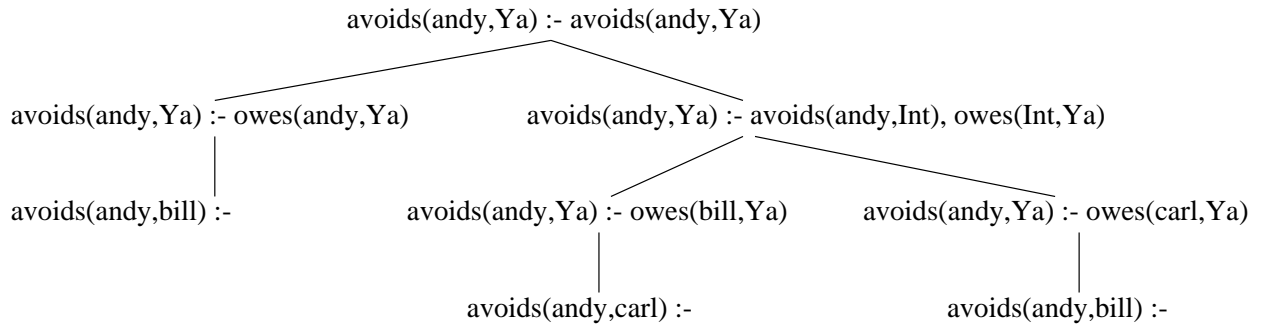 avoids(andy,Ya) :- avoids(andy,Ya)
avoids(andy,Ya) :- owes(andy,Ya)
avoids(andy,Ya) :- avoids(andy,Int), owes(Int,Ya)
avoids(andy,bill) :-
avoids(andy,Ya) :- owes(bill,Ya)
avoids(andy,Ya) :- owes(carl,Ya)
avoids(andy,carl) :-
avoids(andy,bill) :-